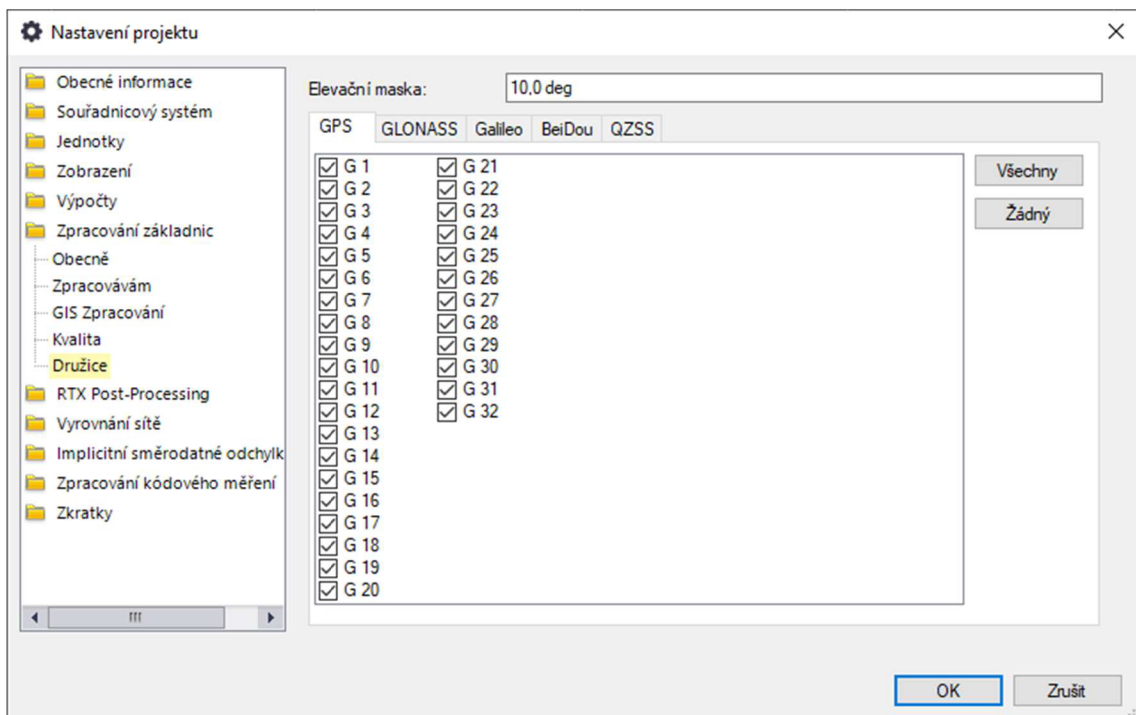 Nastavení projektu
Obecné informace
Souřadnicový systém
Jednotky
Zobrazení
Výpočty
Zpracování základnic
Obecně
Zpracovávám
GIS Zpracování
Kvalita
Družice
RTX Post-Processing
Vyrovnání sítě
Implicitní směrodatné odchylk
Zpracování kódového měření
Zkratky
Elevační maska: 10,0 deg
GPS GLONASS Galileo BeiDou QZSS
G 1 G 21
G 2 G 22
G 3 G 23
G 4 G 24
G 5 G 25
G 6 G 26
G 7 G 27
G 8 G 28
G 9 G 29
G 10 G 30
G 11 G 31
G 12 G 32
G 13
G 14
G 15
G 16
G 17
G 18
G 19
G 20
Všechny
Žádný
OK Zrušit